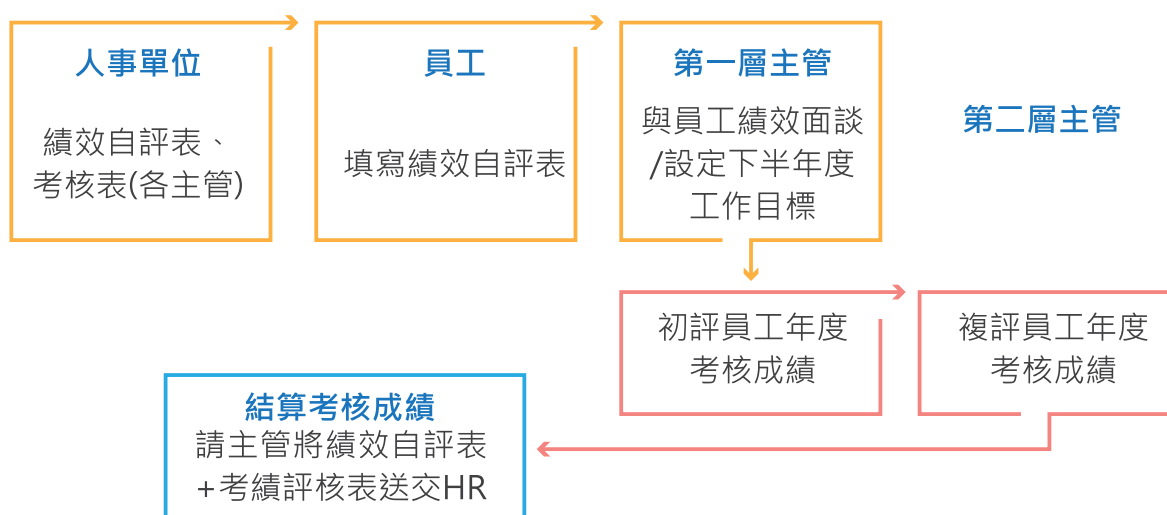 人事單位
績效自評表、
考核表(各主管)
員工
填寫績效自評表
第一層主管
與員工績效面談
/設定下半年度
工作目標
第二層主管
初評員工年度
考核成績
複評員工年度
考核成績
結算考核成績
請主管將績效自評表
+考績評核表送交HR